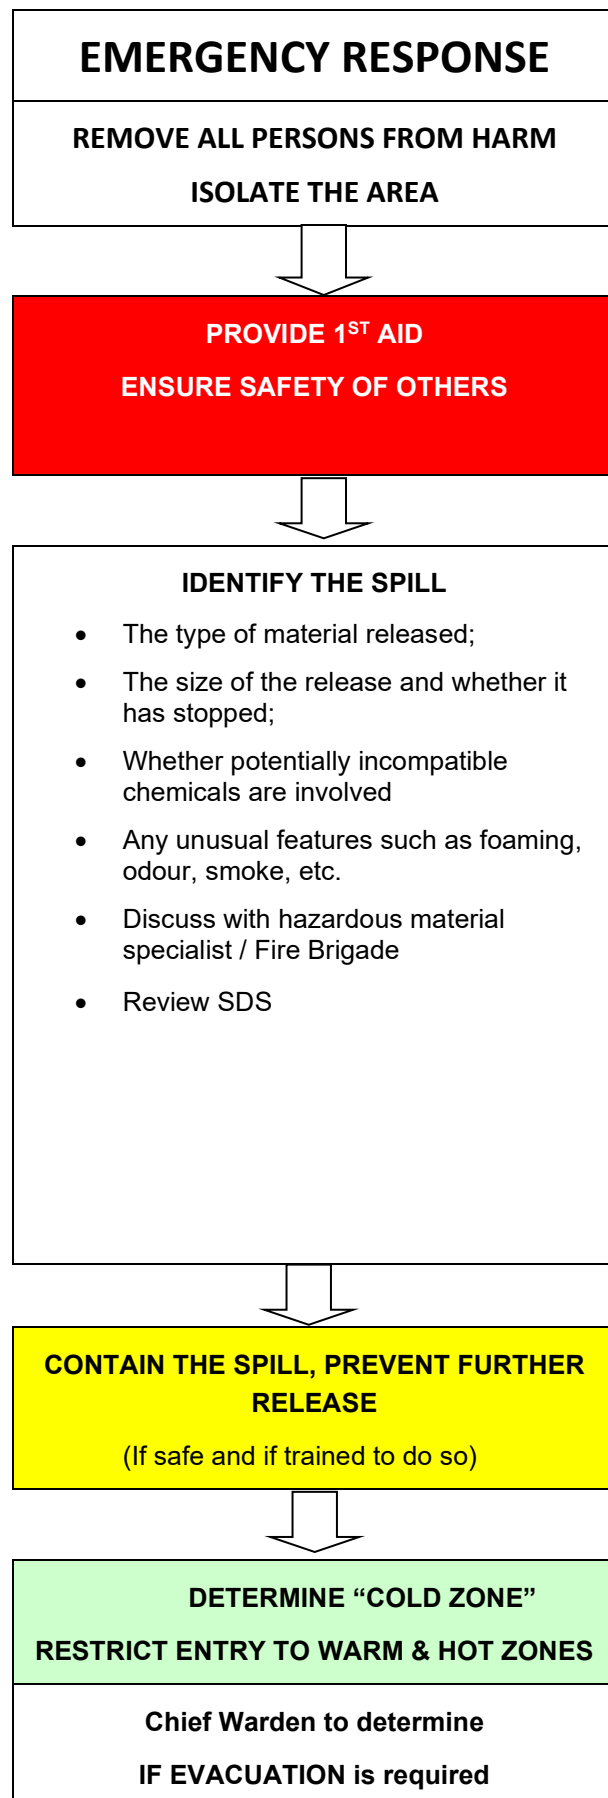 EMERGENCY RESPONSE
REMOVE ALL PERSONS FROM HARM
ISOLATE THE AREA
PROVIDE 1ST AID
ENSURE SAFETY OF OTHERS
IDENTIFY THE SPILL
• The type of material released;
• The size of the release and whether it
has stopped;
• Whether potentially incompatible
chemicals are involved
• Any unusual features such as foaming,
odour, smoke, etc.
• Discuss with hazardous material
specialist / Fire Brigade
• Review SDS
CONTAIN THE SPILL, PREVENT FURTHER
RELEASE
(If safe and if trained to do so)
DETERMINE “COLD ZONE”
RESTRICT ENTRY TO WARM & HOT ZONES
Chief Warden to determine
IF EVACUATION is required